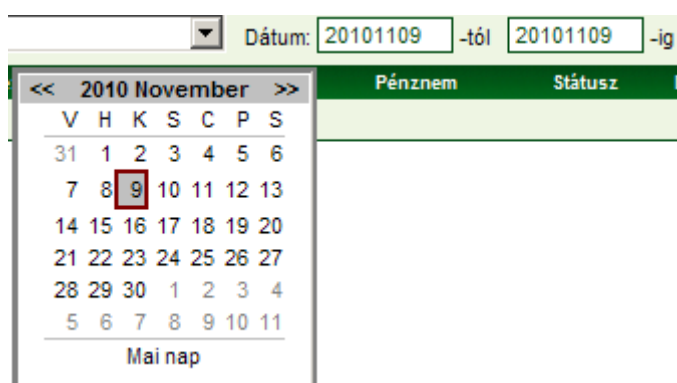 Dátum: 20101109 -tól 20101109 -ig
Pénznem Státusz
<< 2010 November >>
V H K S C P S
31 1 2 3 4 5 6
7 8 9 10 11 12 13
14 15 16 17 18 19 20
21 22 23 24 25 26 27
28 29 30 1 2 3 4
5 6 7 8 9 10 11
Mai nap